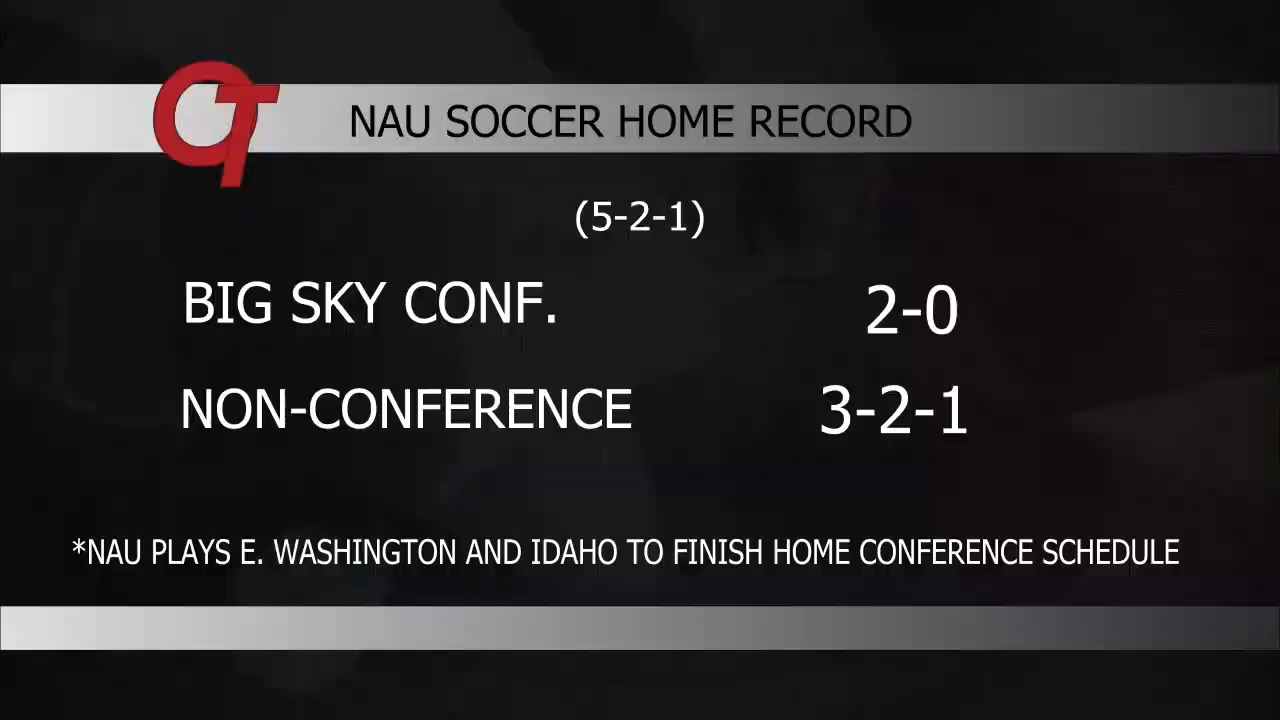 OT
NAU SOCCER HOME RECORD
(5-2-1)
BIG SKY CONF. 2-0
NON-CONFERENCE 3-2-1
*NAU PLAYS E. WASHINGTON AND IDAHO TO FINISH HOME CONFERENCE SCHEDULE